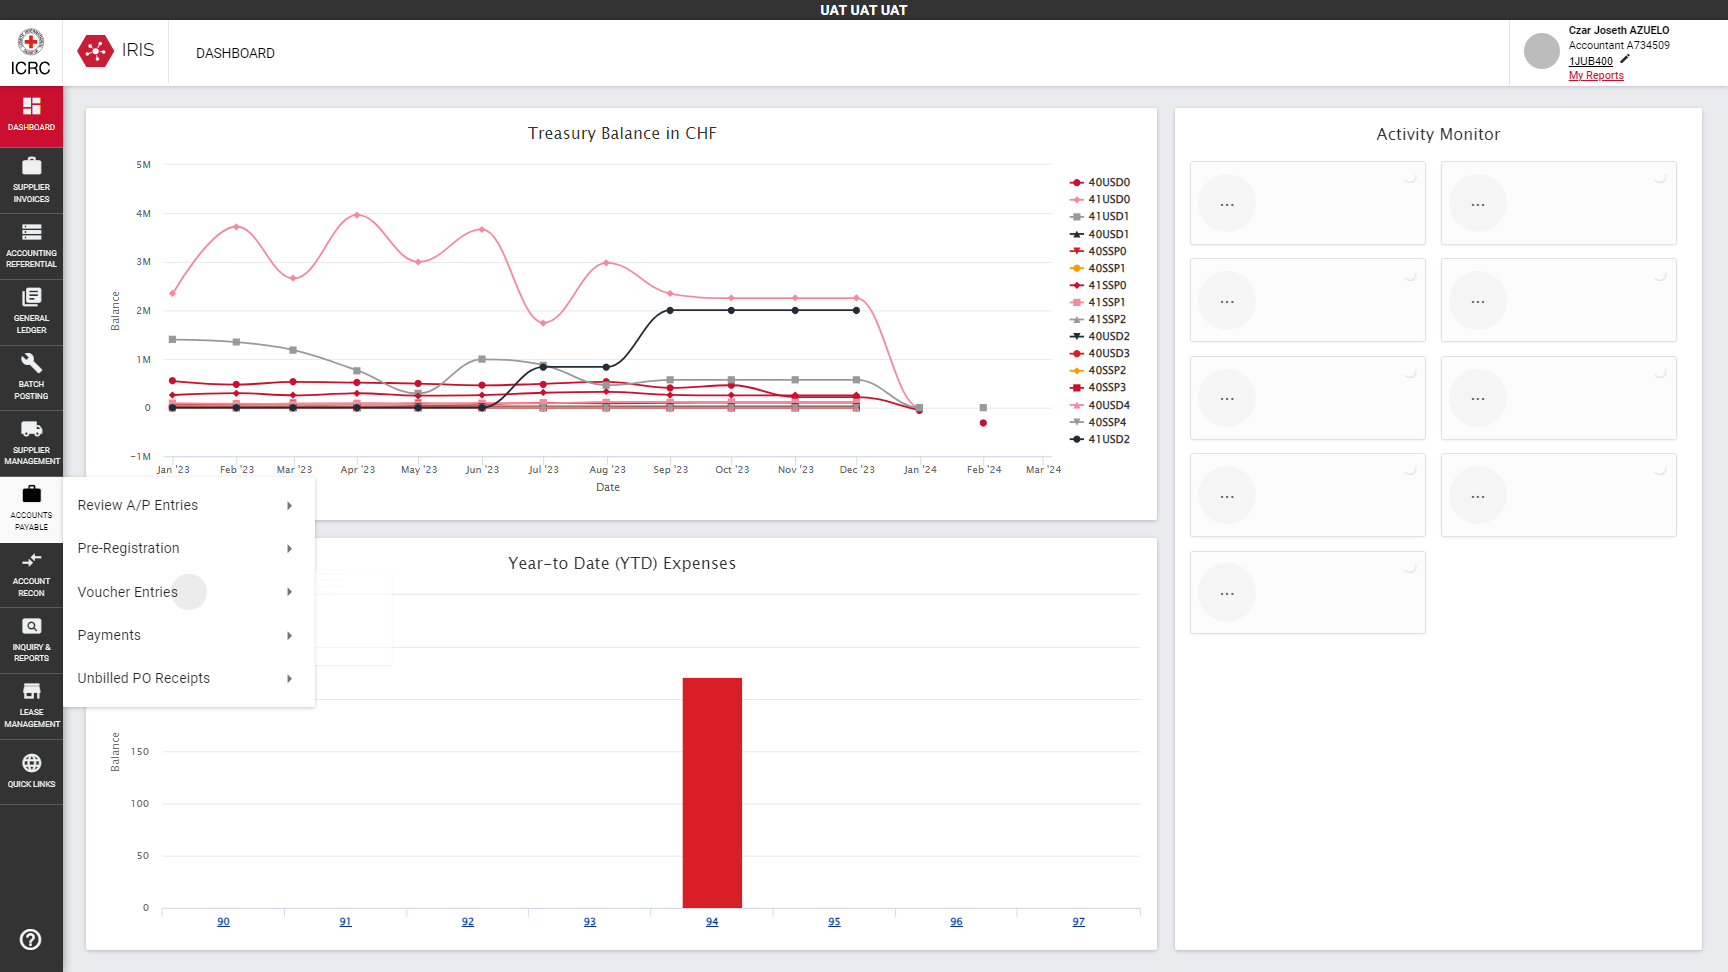 UAT UAT UAT
ICRC
IRIS
DASHBOARD
Czar Joseth AZUELO
Accountant A734509
1JUB400
My Reports
DASHBOARD
SUPPLIER
INVOICES
ACCOUNTING
REFERENTIAL
GENERAL
LEDGER
BATCH
POSTING
SUPPLIER
MANAGEMENT
ACCOUNTS
PAYABLE
ACCOUNT
RECON
INQUIRY &
REPORTS
LEASE
MANAGEMENT
QUICK LINKS
Review A/P Entries
Pre-Registration
Voucher Entries
Payments
Unbilled PO Receipts
Treasury Balance in CHF
Balance
5M
4M
3M
2M
1M
0
-1M
Jan '23
Feb '23
Mar '23
Apr '23
May '23
Jun '23
Jul '23
Aug '23
Sep '23
Oct '23
Nov '23
Dec '23
Jan '24
Feb '24
Mar '24
Date
40USD0
41USD0
41USD1
40USD1
40SSP0
40SSP1
41SSP0
41SSP1
41SSP2
40USD2
40USD3
40SSP2
40SSP3
40USD4
40SSP4
41USD2
Year-to Date (YTD) Expenses
Balance
150
100
50
0
90
91
92
93
94
95
96
97
Activity Monitor
...
...
...
...
...
...
...
...
...